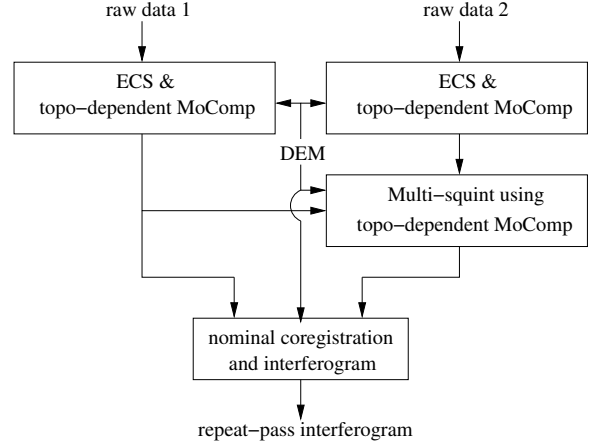 raw data 1
raw data 2
ECS &
topo−dependent MoComp
ECS &
topo−dependent MoComp
DEM
Multi−squint using
topo−dependent MoComp
nominal coregistration
and interferogram
repeat−pass interferogram